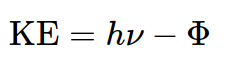 KE = hν − Φ